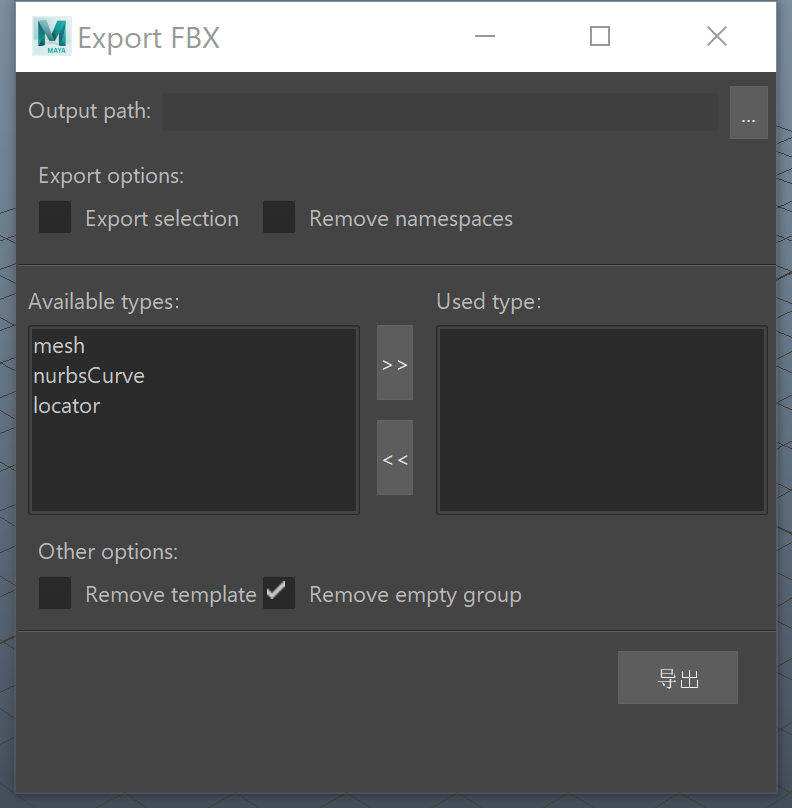 MAYA
Export FBX
Output path:
...
Export options:
Export selection
Remove namespaces
Available types:
Used type:
mesh
nurbsCurve
locator
>>
<<
Other options:
Remove template
Remove empty group
导出